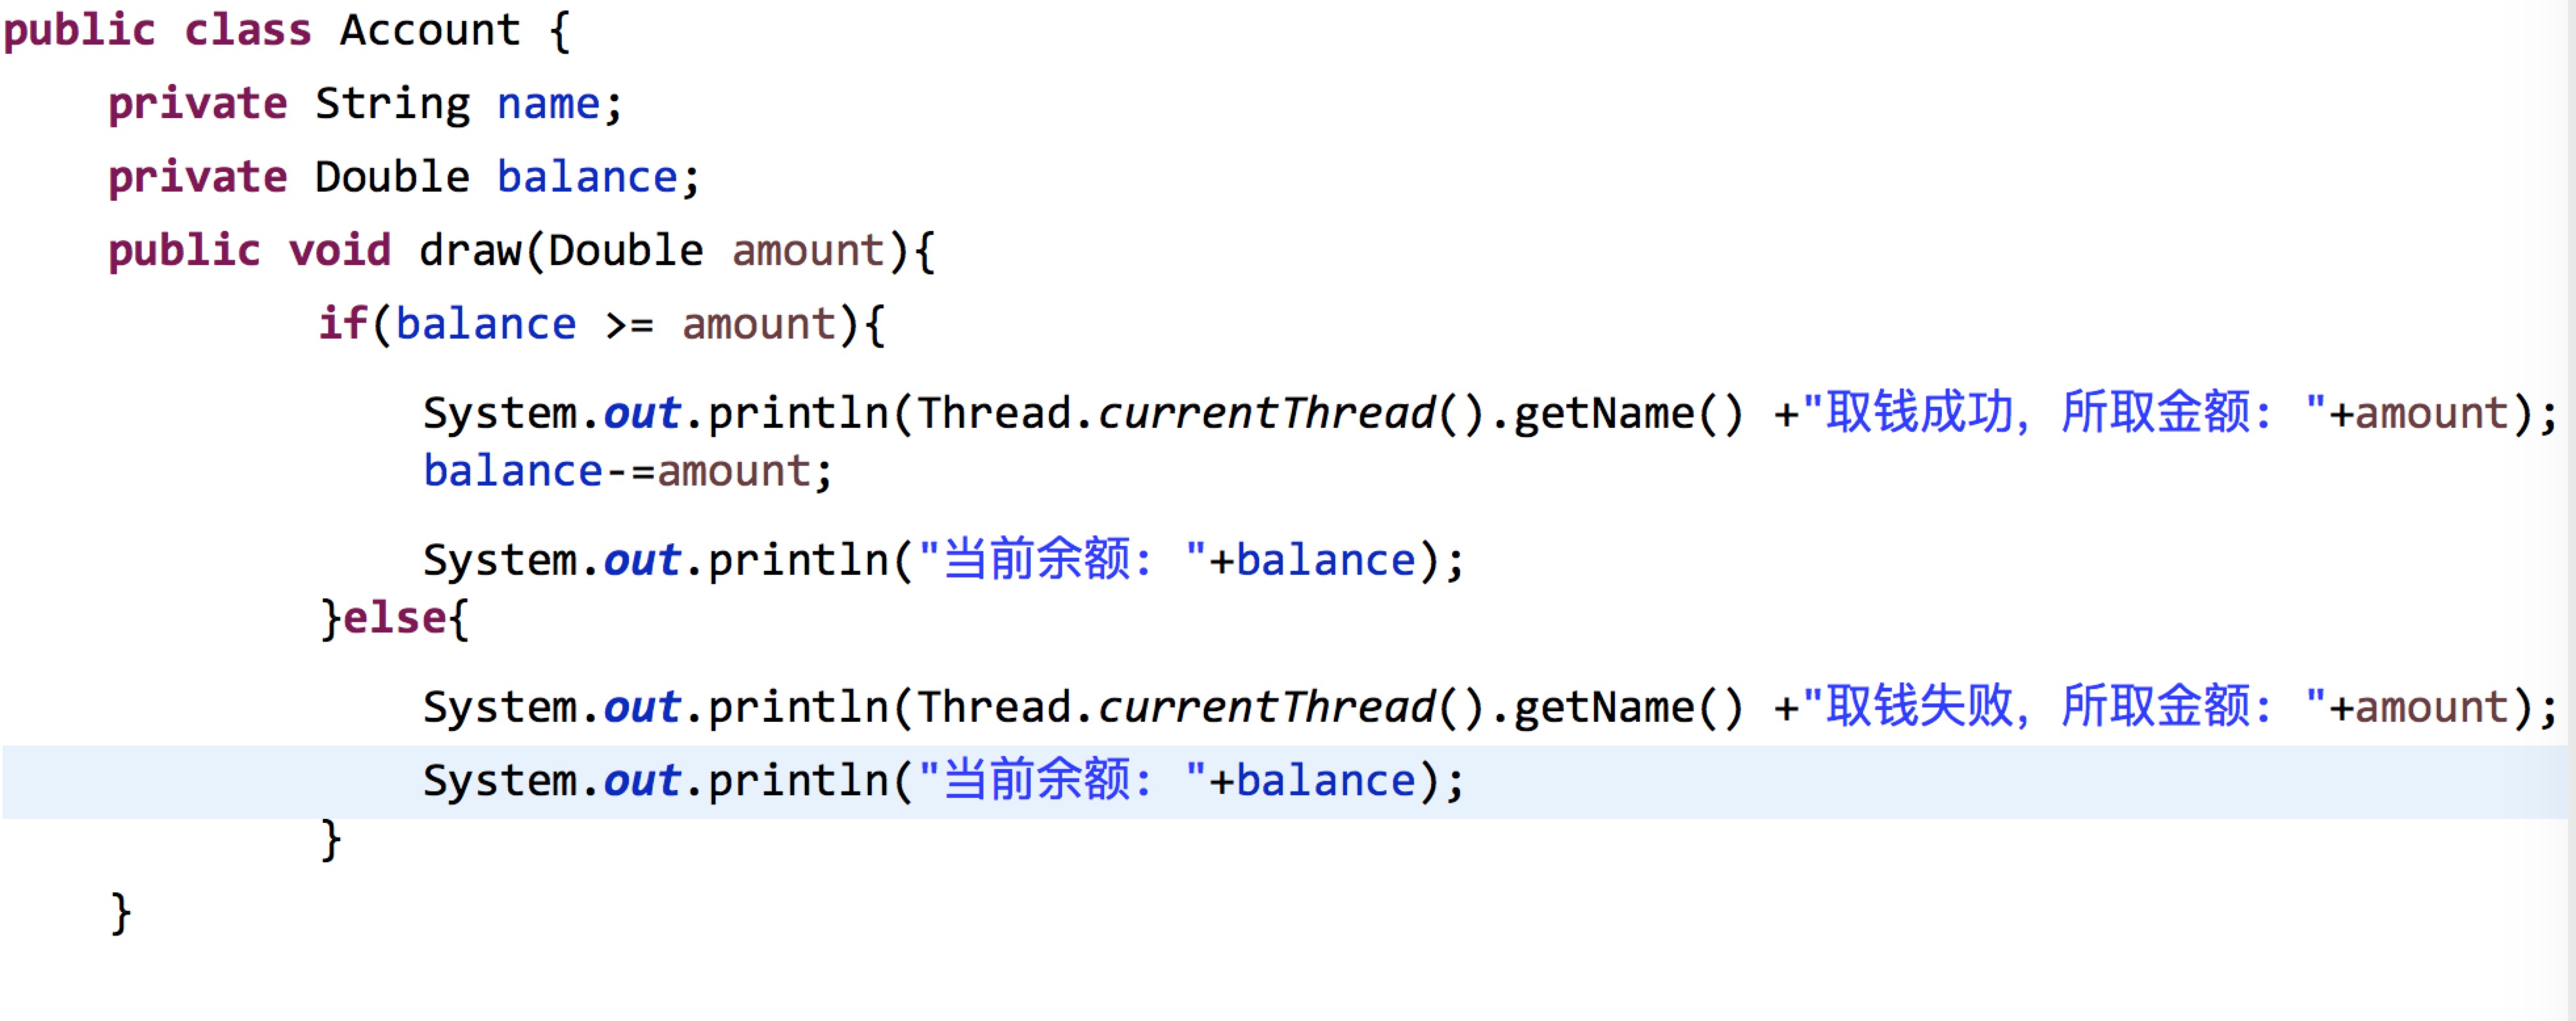 public class Account {
private String name;
private Double balance;
public void draw(Double amount){
if(balance >= amount){
System.out.println(Thread.currentThread().getName() +"取钱成功，所取金额："+amount);
balance-=amount;
System.out.println("当前余额："+balance);
}else{
System.out.println(Thread.currentThread().getName() +"取钱失败，所取金额："+amount);
System.out.println("当前余额："+balance);
}
}